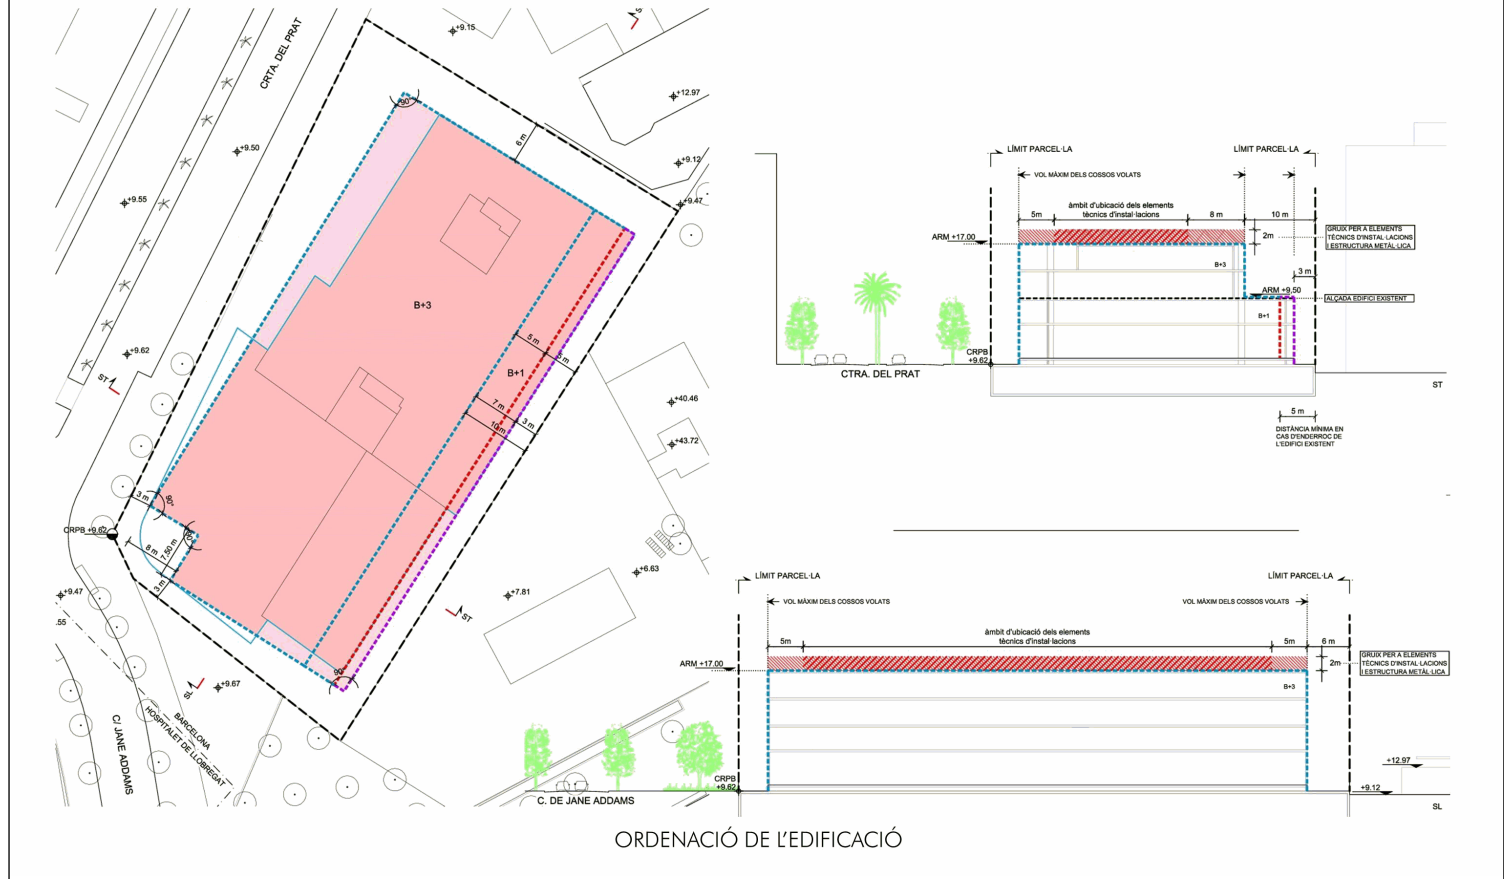 +9.15
CRTA. DEL PRAT
+12.97
6 m
+9.50
+9.12
+9.55
+9.47
90°
B+3
5 m
5 m
B+1
+9.62
ST
7 m
3 m
10 m
+40.46
+43.72
3 m
90°
CRPB +9.62
8 m
7,50 m
90°
3 m
+9.47
+6.63
+7.81
ST
90°
SL
+9.67
C/ JANE ADDAMS
BARCELONA
HOSPITALET DE LLOBREGAT
LÍMIT PARCEL·LA
LÍMIT PARCEL·LA
VOL MÀXIM DELS COSSOS VOLATS
àmbit d'ubicació dels elements
tècnics d'instal·lacions
5m
8 m
10 m
ARM +17.00
2m
GRUIX PER A ELEMENTS
TÈCNICS D'INSTAL·LACIONS
I ESTRUCTURA METÀL·LICA
B+3
3 m
ARM +9.50
ALÇADA EDIFICI EXISTENT
B+1
CRPB
+9.62
CTRA. DEL PRAT
ST
5 m
DISTÀNCIA MÍNIMA EN
CAS D'ENDERROC DE
L'EDIFICI EXISTENT
LÍMIT PARCEL·LA
LÍMIT PARCEL·LA
VOL MÀXIM DELS COSSOS VOLATS
VOL MÀXIM DELS COSSOS VOLATS
àmbit d'ubicació dels elements
tècnics d'instal·lacions
5m
5m
6 m
ARM +17.00
2m
GRUIX PER A ELEMENTS
TÈCNICS D'INSTAL·LACIONS
I ESTRUCTURA METÀL·LICA
B+3
+12.97
CRPB
+9.62
+9.12
C. DE JANE ADDAMS
SL
ORDENACIÓ DE L'EDIFICACIÓ